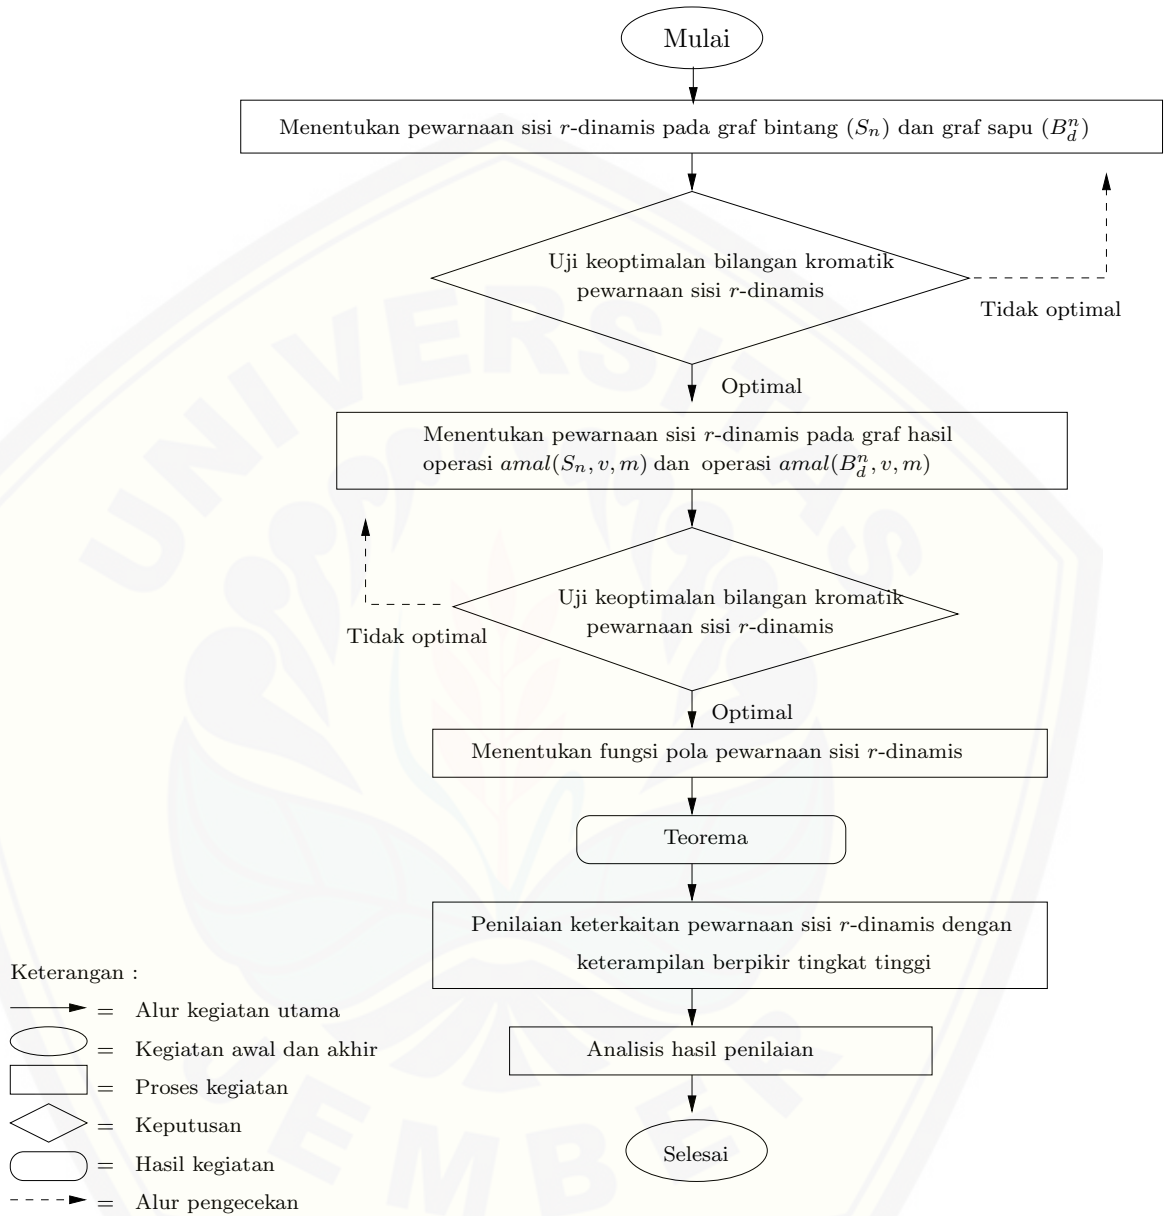 Mulai
Menentukan pewarnaan sisi r-dinamis pada graf bintang (Sₙ) dan graf sapu (B_d^n)
Uji keoptimalan bilangan kromatik
pewarnaan sisi r-dinamis
Tidak optimal
Optimal
Menentukan pewarnaan sisi r-dinamis pada graf hasil
operasi amal(Sₙ, v, m) dan operasi amal(B_d^n, v, m)
Uji keoptimalan bilangan kromatik
pewarnaan sisi r-dinamis
Tidak optimal
Optimal
Menentukan fungsi pola pewarnaan sisi r-dinamis
Teorema
Penilaian keterkaitan pewarnaan sisi r-dinamis dengan
keterampilan berpikir tingkat tinggi
Analisis hasil penilaian
Selesai
Keterangan :
= Alur kegiatan utama
= Kegiatan awal dan akhir
= Proses kegiatan
= Keputusan
= Hasil kegiatan
= Alur pengecekan
UNIVERSITAS
JEMBER